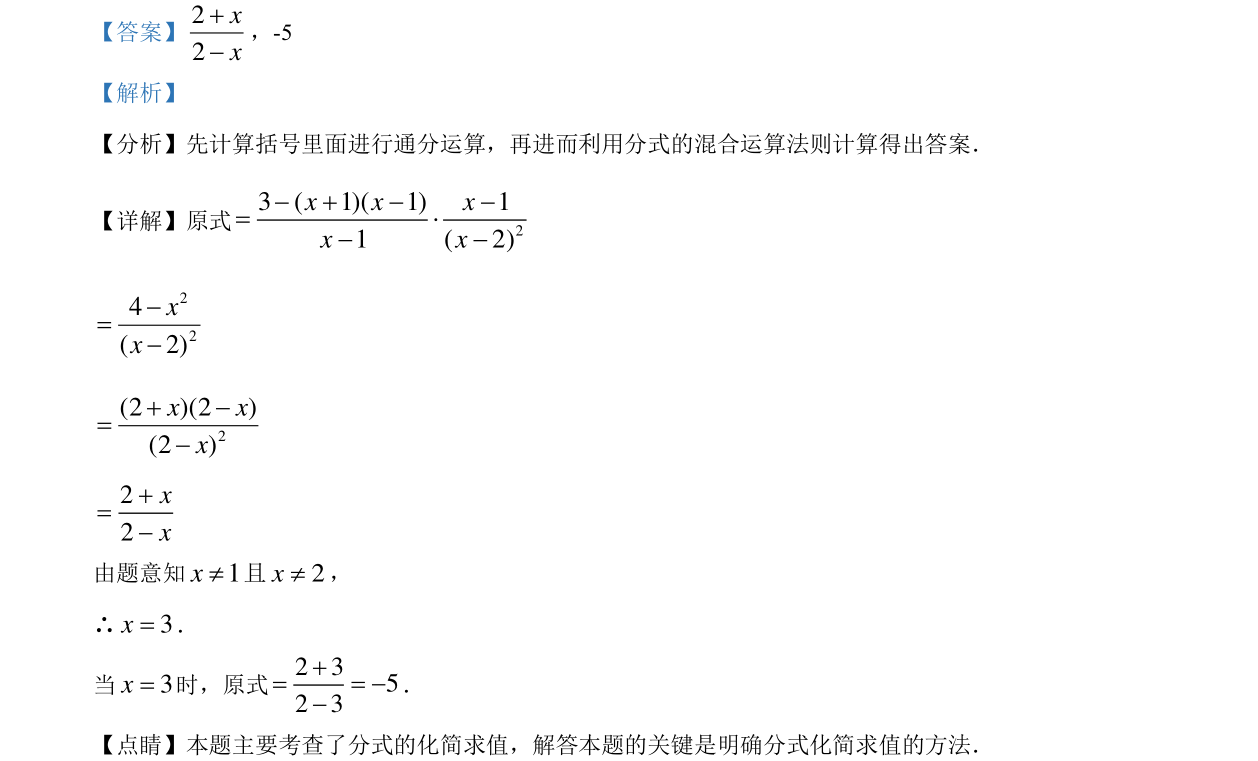 【答案】$\frac{2+x}{2-x}$，-5
【解析】
【分析】先计算括号里面进行通分运算，再进而利用分式的混合运算法则计算得出答案．
【详解】原式$=\frac{3-(x+1)(x-1)}{x-1}\cdot\frac{x-1}{(x-2)^2}$
$=\frac{4-x^2}{(x-2)^2}$
$=\frac{(2+x)(2-x)}{(2-x)^2}$
$=\frac{2+x}{2-x}$
由题意知$x\neq1$且$x\neq2$，
∴$x=3$．
当$x=3$时，原式$=\frac{2+3}{2-3}=-5$．
【点睛】本题主要考查了分式的化简求值，解答本题的关键是明确分式化简求值的方法．